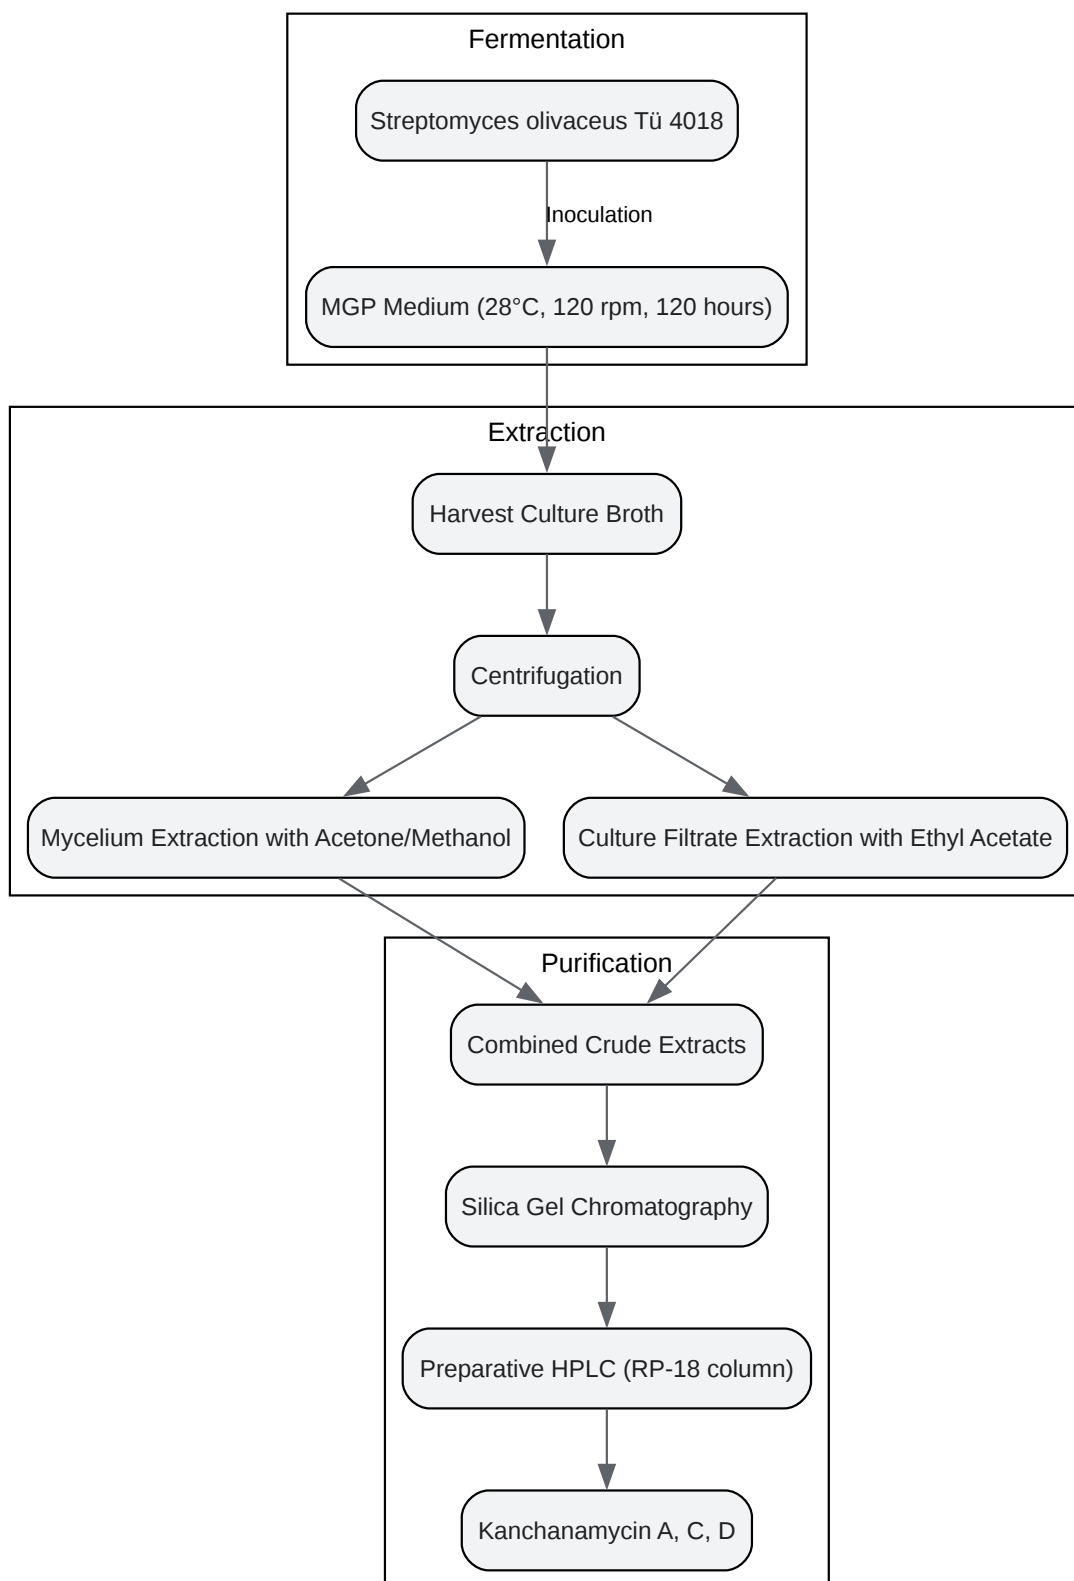 Fermentation
Streptomyces olivaceus Tü 4018
Inoculation
MGP Medium (28°C, 120 rpm, 120 hours)
Extraction
Harvest Culture Broth
Centrifugation
Mycelium Extraction with Acetone/Methanol
Culture Filtrate Extraction with Ethyl Acetate
Purification
Combined Crude Extracts
Silica Gel Chromatography
Preparative HPLC (RP-18 column)
Kanchanamycin A, C, D